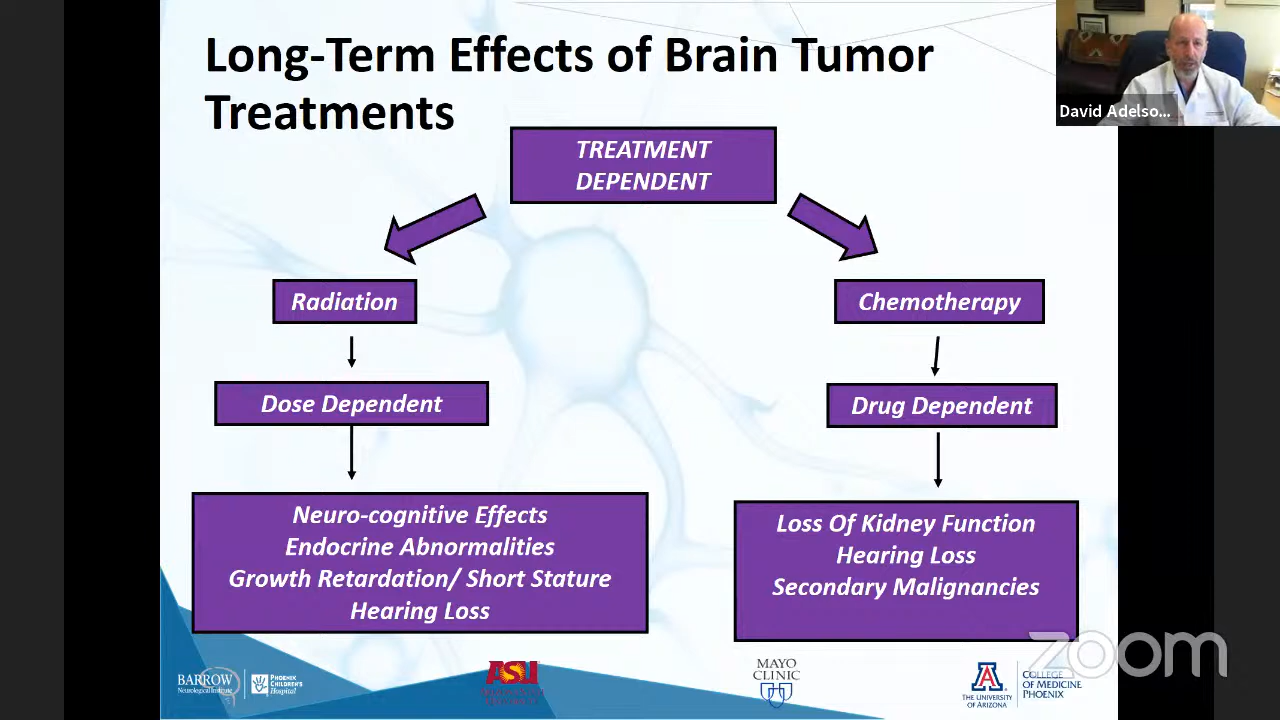 Long-Term Effects of Brain Tumor
Treatments
David Adelso...
TREATMENT
DEPENDENT
Radiation
Chemotherapy
Dose Dependent
Drug Dependent
Neuro-cognitive Effects
Endocrine Abnormalities
Growth Retardation/ Short Stature
Hearing Loss
Loss Of Kidney Function
Hearing Loss
Secondary Malignancies
zoom
BARROW
Neurological Institute
PHOENIX
CHILDREN'S
Hospital
ASU
MAYO
CLINIC
A
THE UNIVERSITY
OF ARIZONA
COLLEGE
OF MEDICINE
PHOENIX